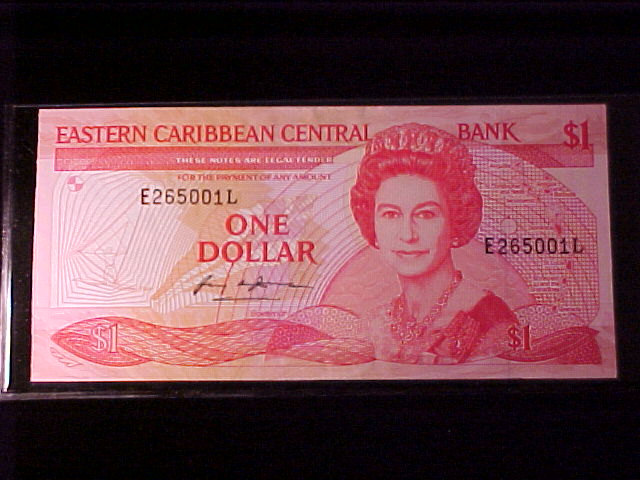 EASTERN CARIBBEAN CENTRAL BANK $1
THESE NOTES ARE LEGAL TENDER
FOR THE PAYMENT OF ANY AMOUNT
E265001L
ONE
DOLLAR
E265001L
$1 $1